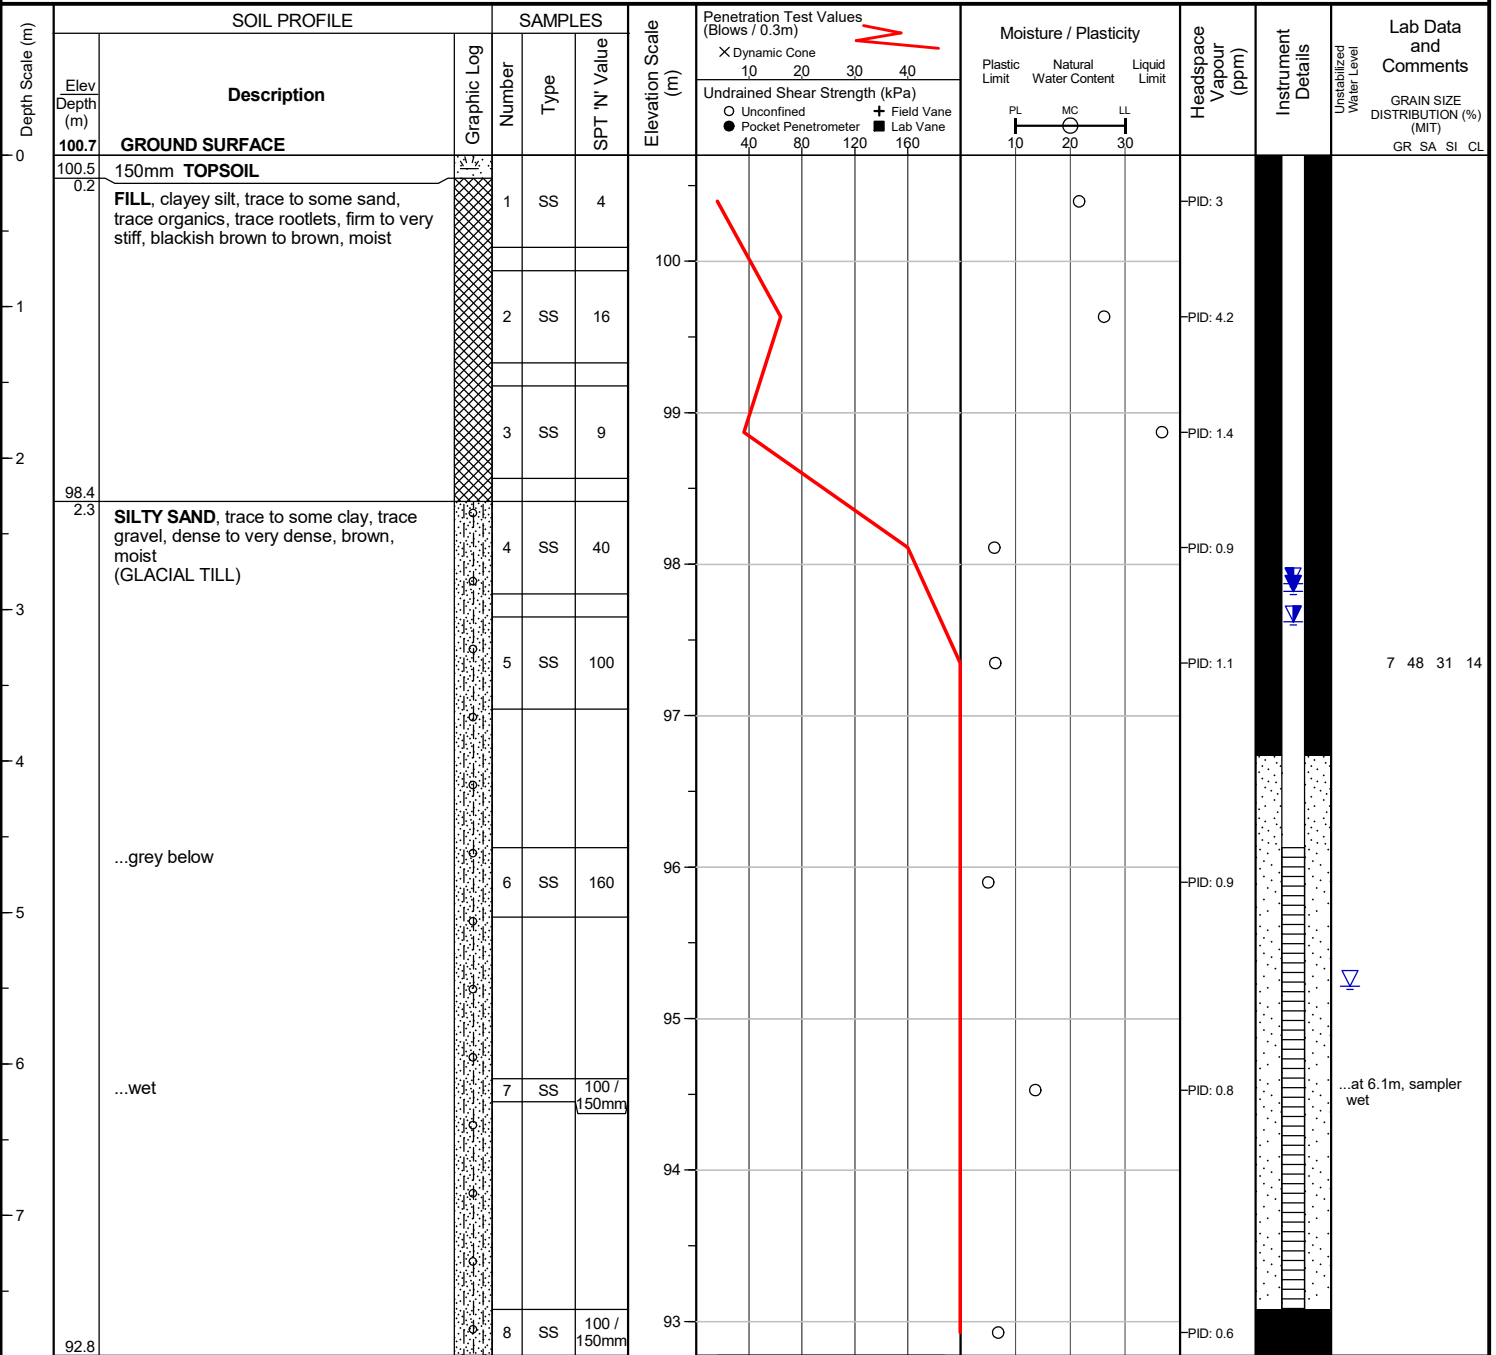 Depth Scale (m)
SOIL PROFILE
Elev
Depth
(m)
Description
Graphic Log
100.7 GROUND SURFACE
SAMPLES
Number
Type
SPT 'N' Value
Elevation Scale
(m)
Penetration Test Values
(Blows / 0.3m)
Dynamic Cone
10 20 30 40
Undrained Shear Strength (kPa)
Unconfined Field Vane
Pocket Penetrometer Lab Vane
40 80 120 160
Moisture / Plasticity
Plastic Natural Liquid
Limit Water Content Limit
PL MC LL
10 20 30
Headspace
Vapour
(ppm)
Instrument
Details
Unstabilized
Water Level
Lab Data
and
Comments
GRAIN SIZE
DISTRIBUTION (%)
(MIT)
GR SA SI CL
0
100.5 150mm TOPSOIL
0.2
FILL, clayey silt, trace to some sand,
trace organics, trace rootlets, firm to very
stiff, blackish brown to brown, moist
1 SS 4 PID: 3
100
1
2 SS 16 PID: 4.2
99
3 SS 9 PID: 1.4
2
98.4
2.3
SILTY SAND, trace to some clay, trace
gravel, dense to very dense, brown,
moist
(GLACIAL TILL)
4 SS 40 PID: 0.9
98
3
5 SS 100 PID: 1.1 7 48 31 14
97
4
...grey below
96
6 SS 160 PID: 0.9
5
95
6
...wet
7 SS 100 /
150mm
PID: 0.8
...at 6.1m, sampler
wet
94
7
93
8 SS 100 /
150mm
PID: 0.6
92.8